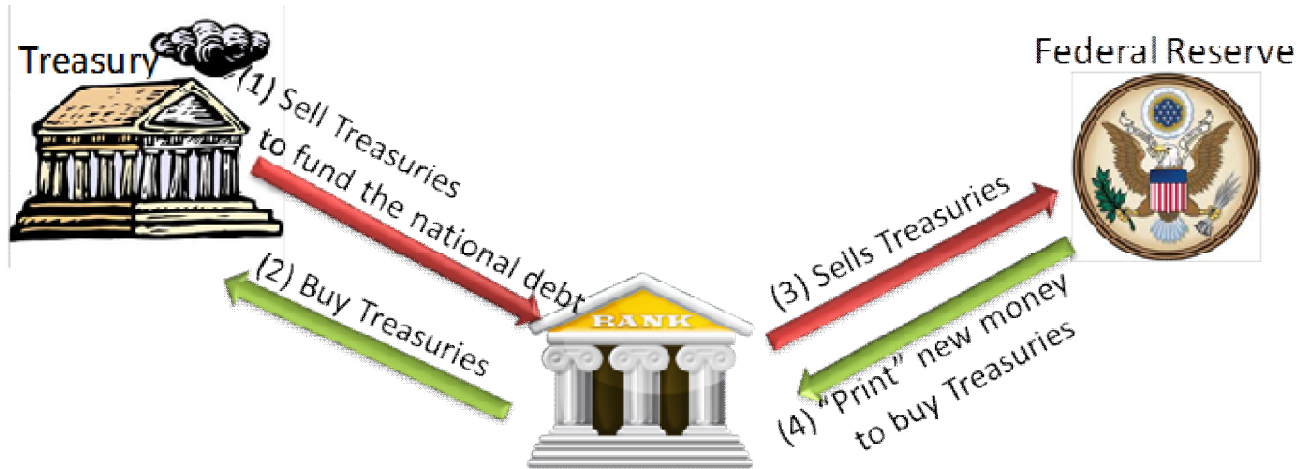 Treasury
Federal Reserve
(1) Sell Treasuries
to fund the national debt
(2) Buy Treasuries
BANK
(3) Sells Treasuries
(4) “Print” new money
to buy Treasuries